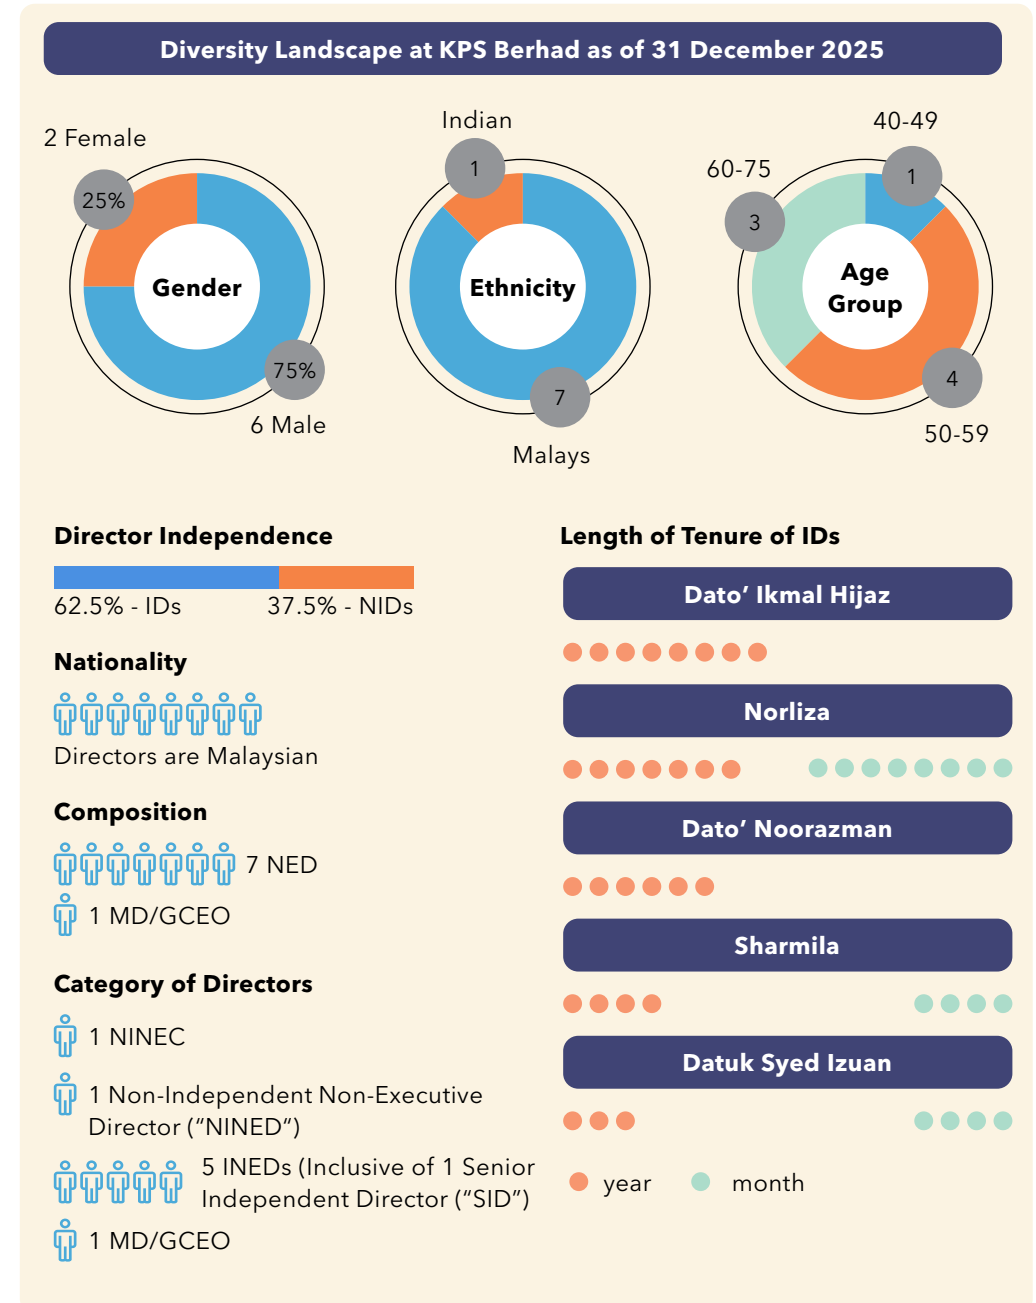 Diversity Landscape at KPS Berhad as of 31 December 2025
2 Female
25%
Gender
75%
6 Male
Indian
1
Ethnicity
7
Malays
40-49
60-75
1
3
Age
Group
4
50-59
Director Independence
62.5% - IDs
37.5% - NIDs
Nationality
Directors are Malaysian
Composition
7 NED
1 MD/GCEO
Category of Directors
1 NINEC
1 Non-Independent Non-Executive
Director (“NINED“)
5 INEDs (Inclusive of 1 Senior
Independent Director (“SID”)
1 MD/GCEO
Length of Tenure of IDs
Dato’ Ikmal Hijaz
Norliza
Dato’ Noorazman
Sharmila
Datuk Syed Izuan
year
month